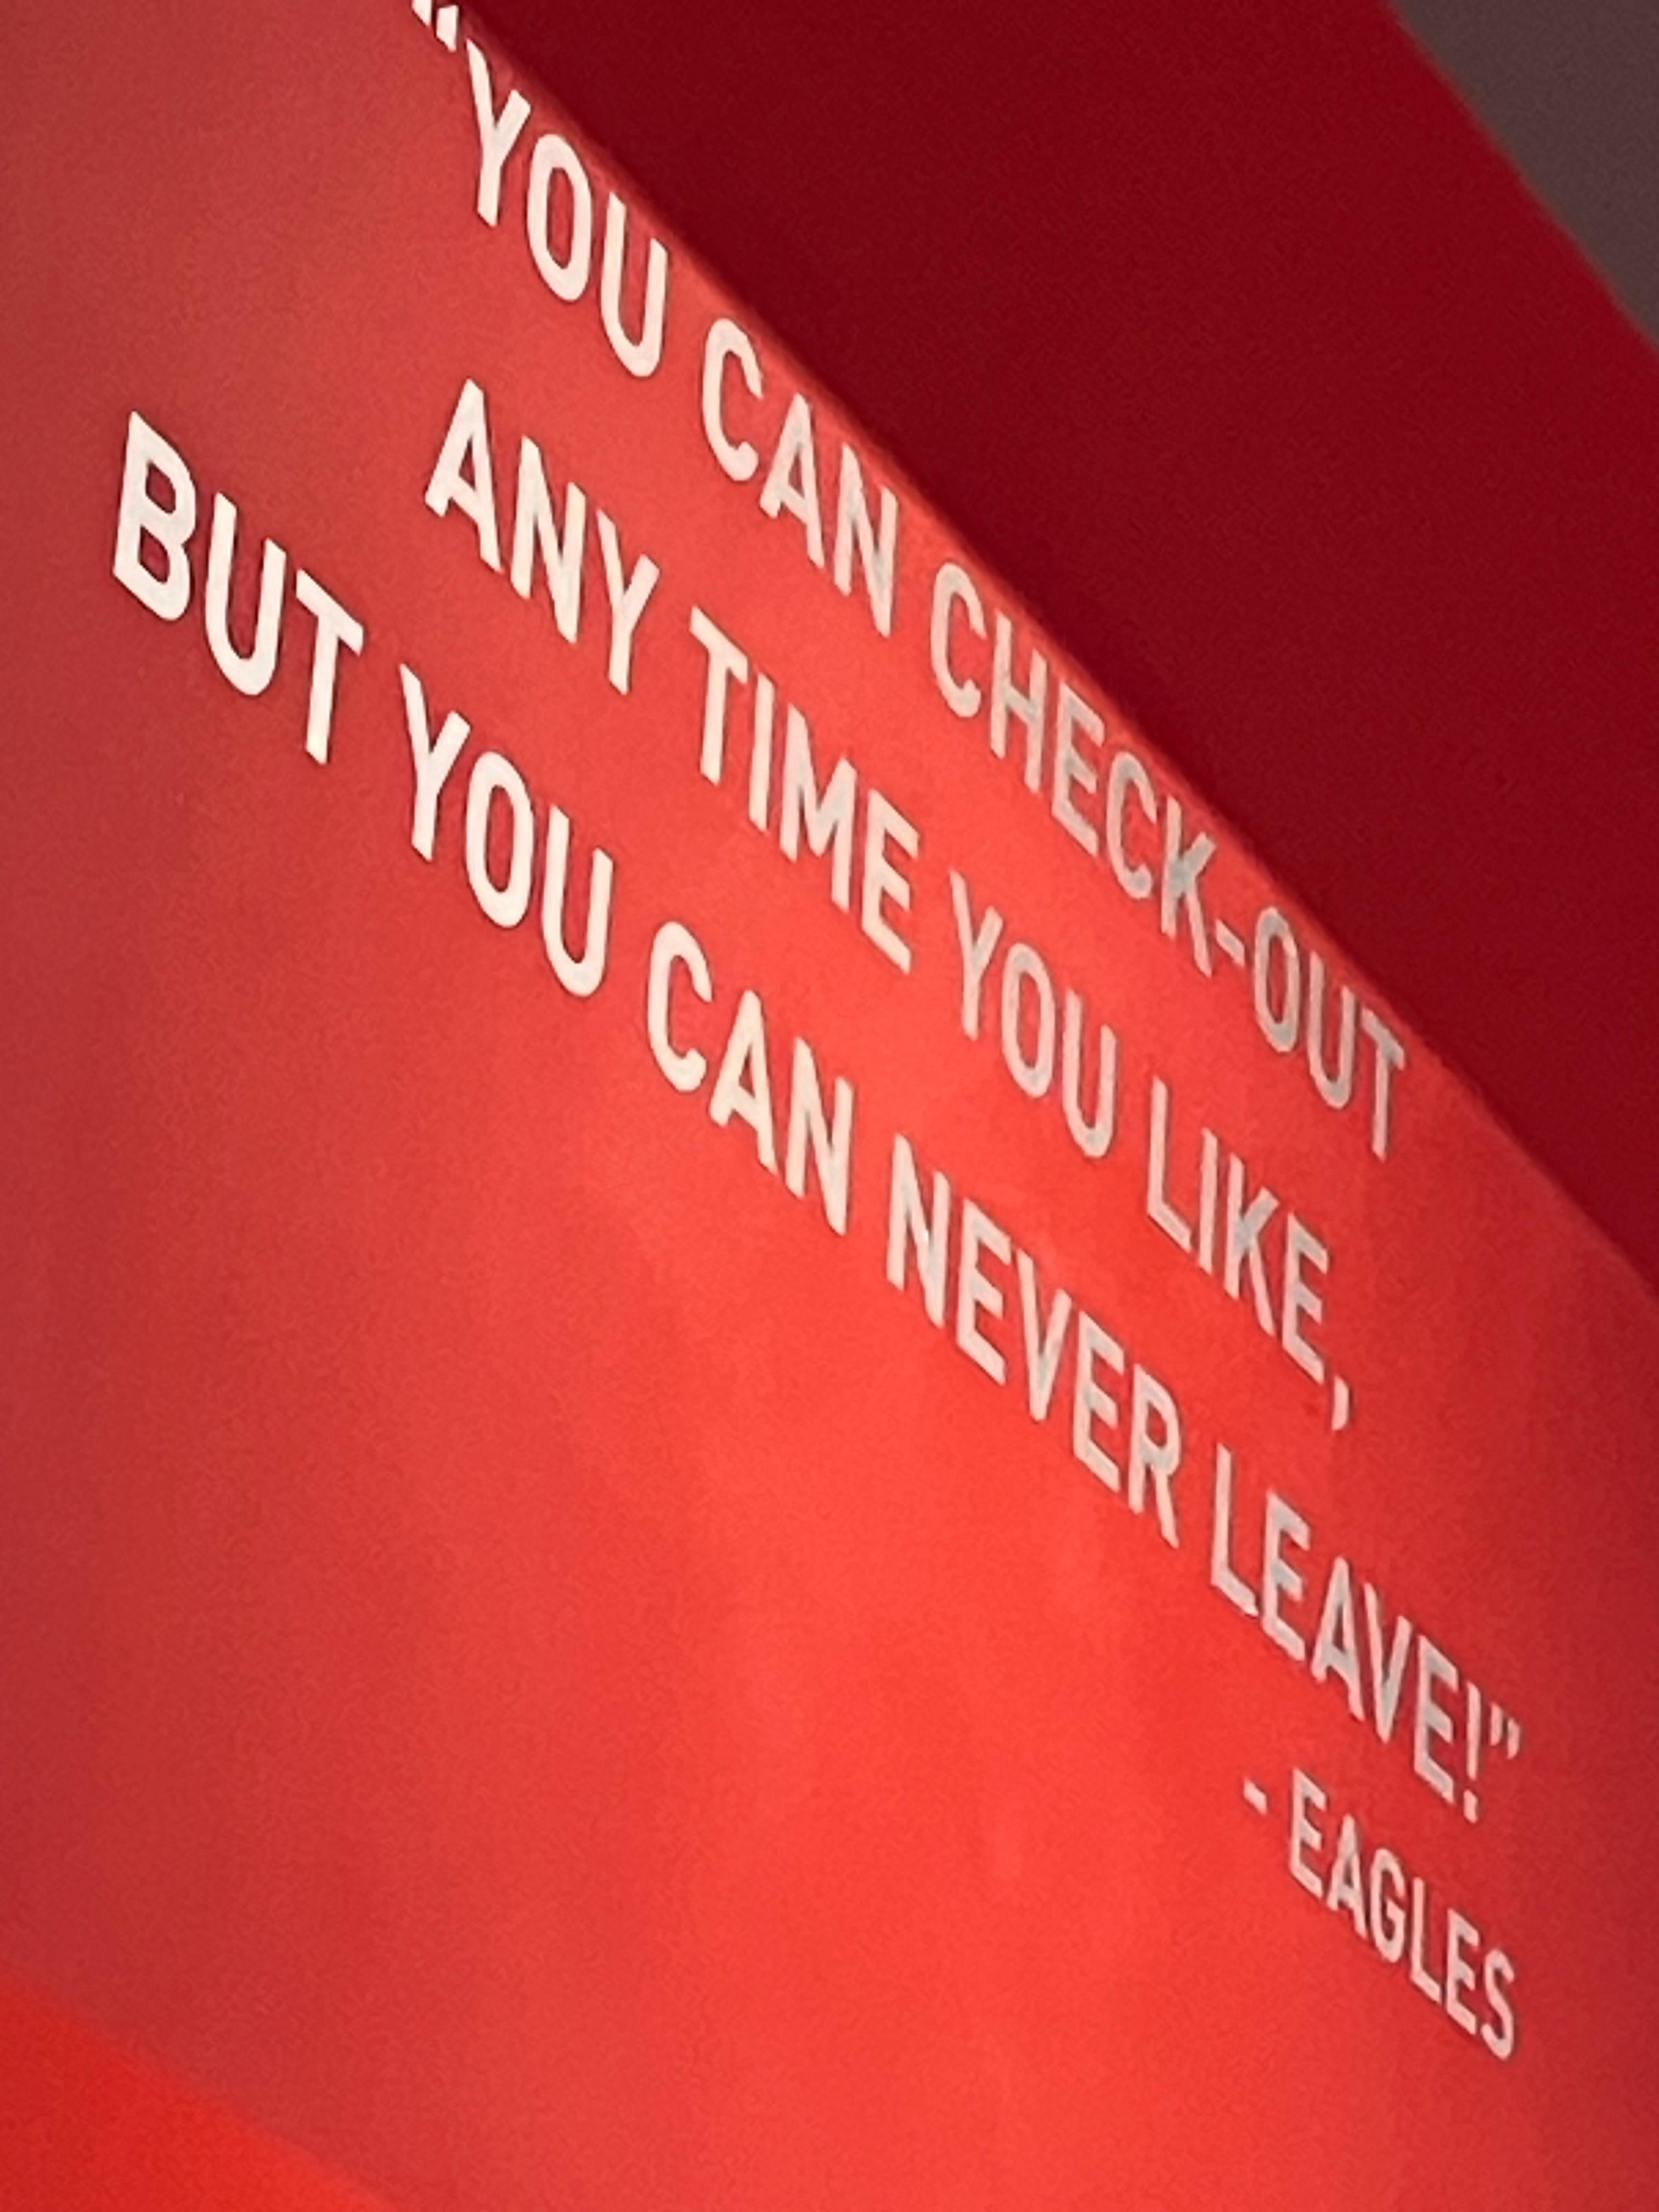 "YOU CAN CHECK-OUT
ANY TIME YOU LIKE,
BUT YOU CAN NEVER LEAVE!"
- EAGLES